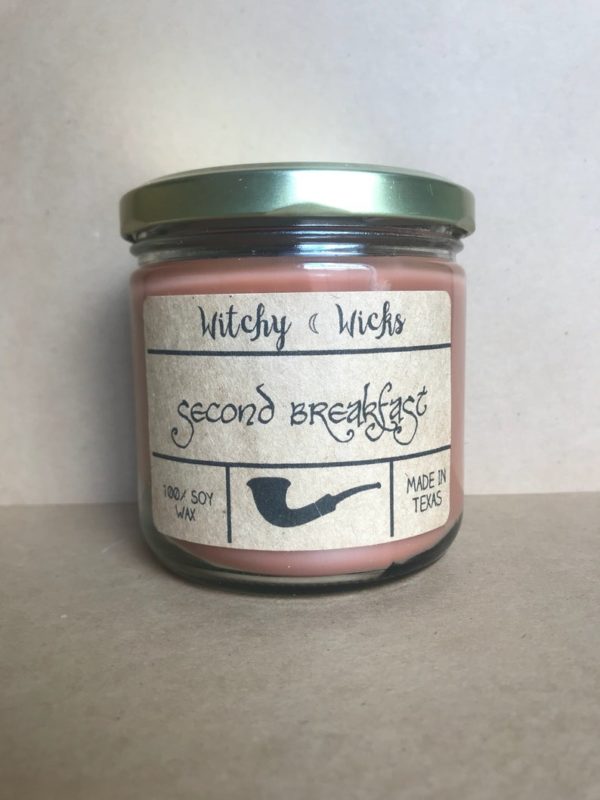 Witchy ☾ Wicks
second breakfast
100% SOY
WAX
MADE IN
TEXAS